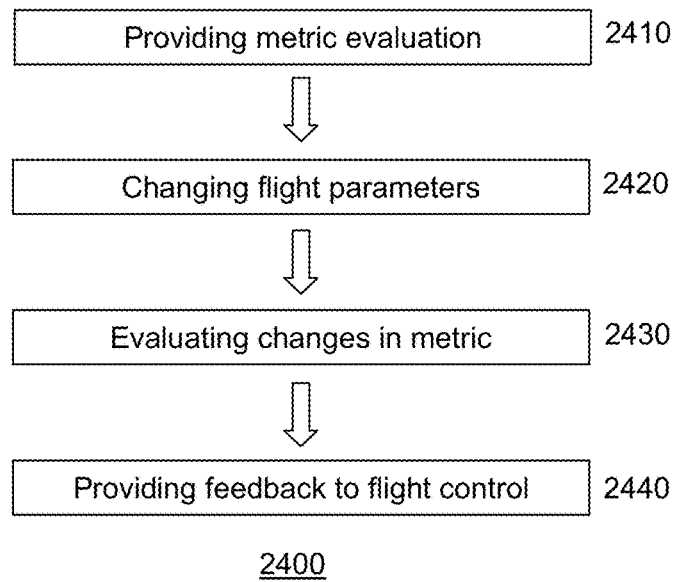 Providing metric evaluation 2410
Changing flight parameters 2420
Evaluating changes in metric 2430
Providing feedback to flight control 2440
2400